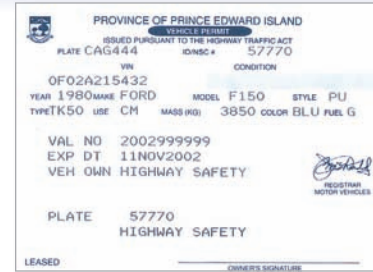 PROVINCE OF PRINCE EDWARD ISLAND
VEHICLE PERMIT
ISSUED PURSUANT TO THE HIGHWAY TRAFFIC ACT
PLATE CAG444 ID/NSC # 57770
VIN CONDITION
0F02A215432
YEAR 1980 MAKE FORD MODEL F150 STYLE PU
TYPE TK50 USE CM MASS (KG) 3850 COLOR BLU FUEL G
VAL NO 2002999999
EXP DT 11NOV2002
VEH OWN HIGHWAY SAFETY
REGISTRAR
MOTOR VEHICLES
PLATE 57770
HIGHWAY SAFETY
LEASED
OWNER'S SIGNATURE